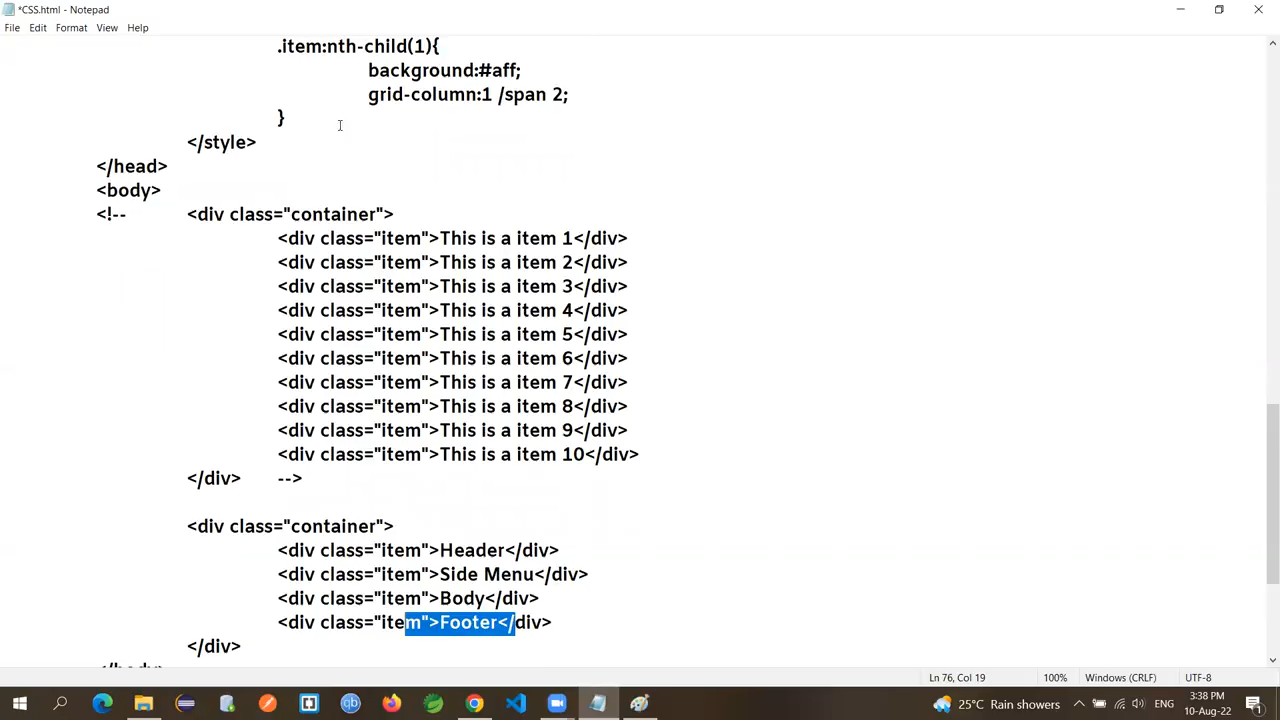 *CSS.html - Notepad
File Edit Format View Help
.item:nth-child(1){
background:#aff;
grid-column:1 /span 2;
}
</style>
</head>
<body>
<!-- <div class="container">
<div class="item">This is a item 1</div>
<div class="item">This is a item 2</div>
<div class="item">This is a item 3</div>
<div class="item">This is a item 4</div>
<div class="item">This is a item 5</div>
<div class="item">This is a item 6</div>
<div class="item">This is a item 7</div>
<div class="item">This is a item 8</div>
<div class="item">This is a item 9</div>
<div class="item">This is a item 10</div>
</div> -->
<div class="container">
<div class="item">Header</div>
<div class="item">Side Menu</div>
<div class="item">Body</div>
<div class="item">Footer</div>
</div>
Ln 76, Col 19 100% Windows (CRLF) UTF-8
25°C Rain showers ENG 3:38 PM
10-Aug-22